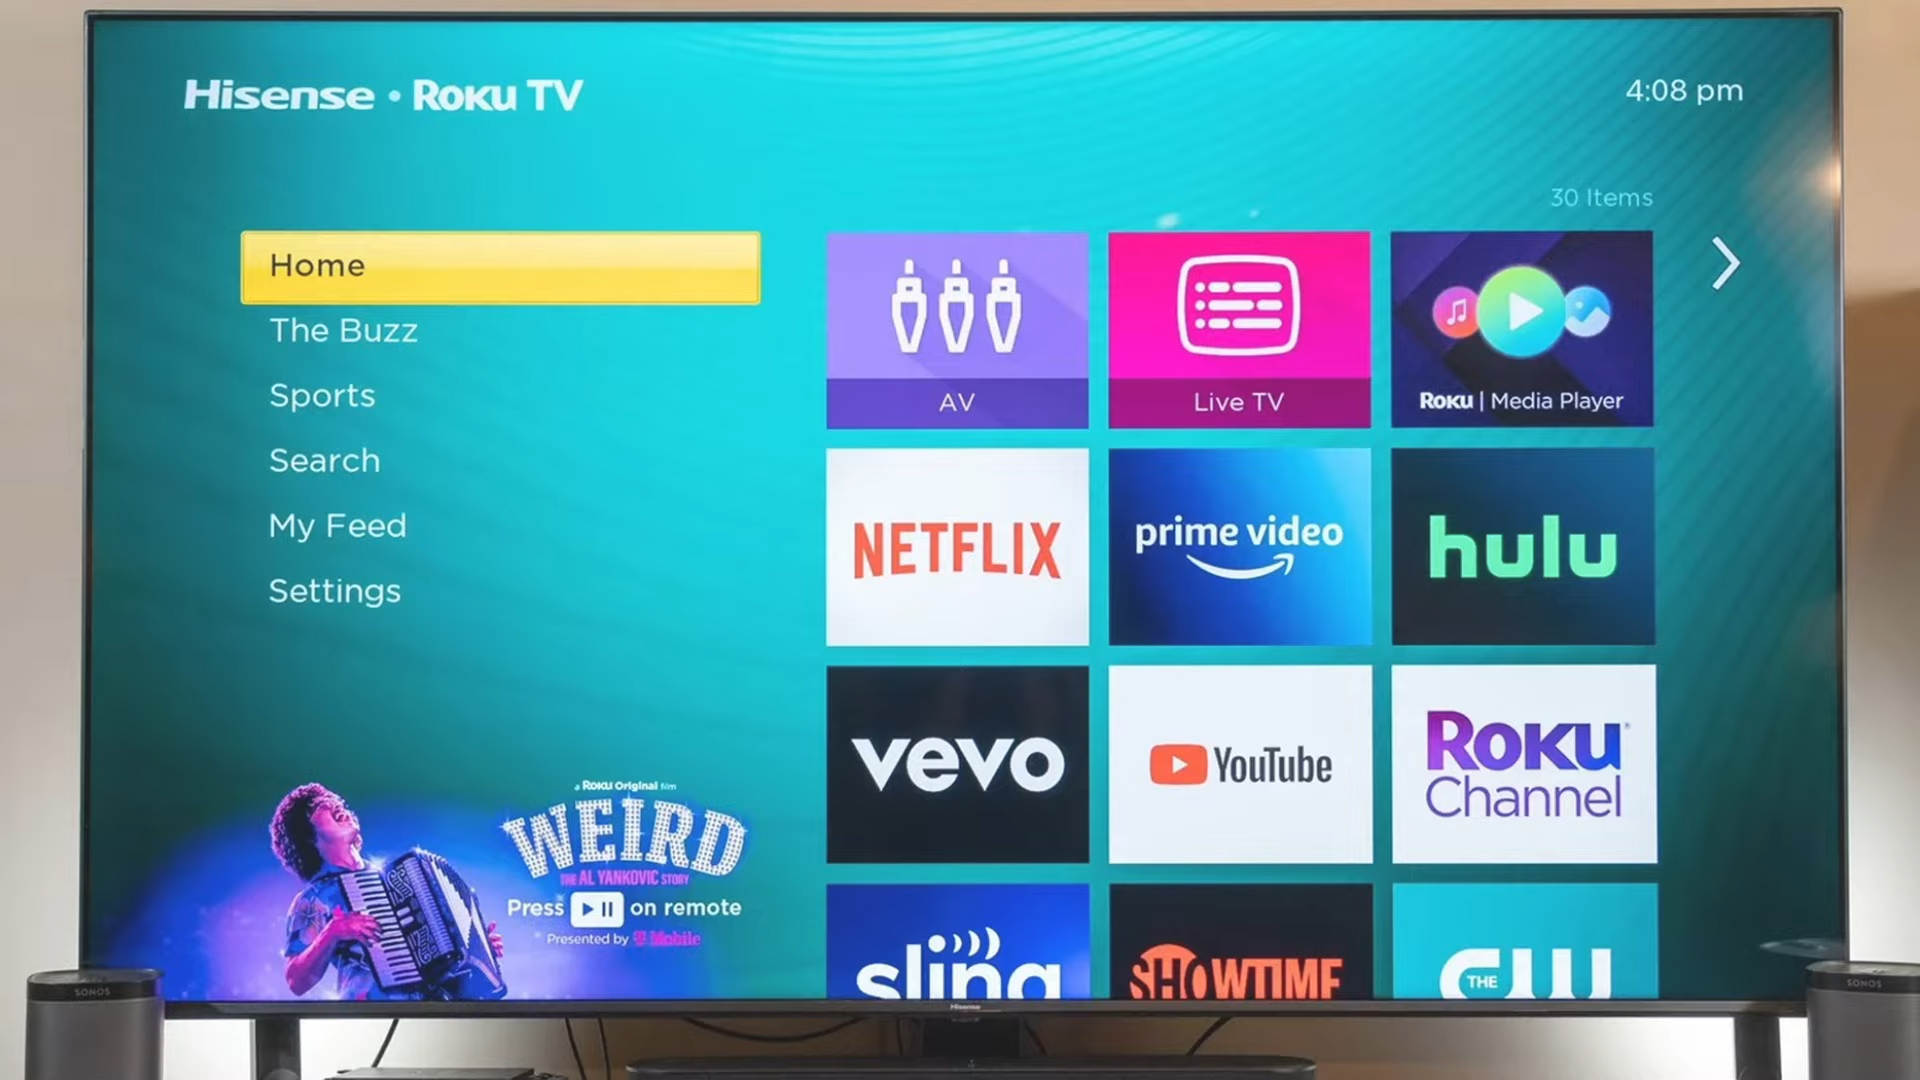 Hisense • Roku TV
4:08 pm
30 Items
Home
The Buzz
Sports
Search
My Feed
Settings
AV
Live TV
Roku | Media Player
NETFLIX
prime video
hulu
vevo
YouTube
Roku
Channel
sling
SHOWTIME
THE CW
a Roku Original film
WEIRD
THE AL YANKOVIC STORY
Press on remote
Presented by T Mobile
SONOS
Hisense
SONOS